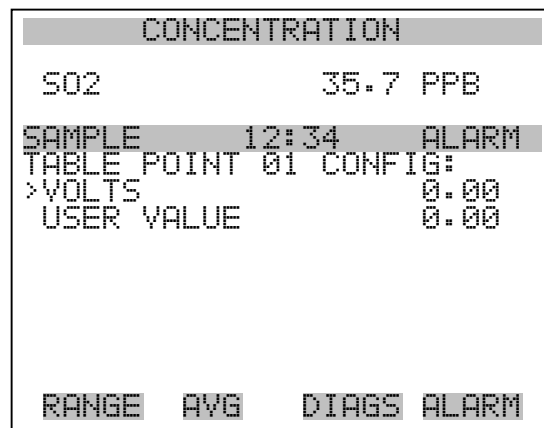 CONCENTRATION
SO2 35.7 PPB
SAMPLE 12:34 ALARM
TABLE POINT 01 CONFIG:
>VOLTS 0.00
USER VALUE 0.00
RANGE AVG DIAGS ALARM